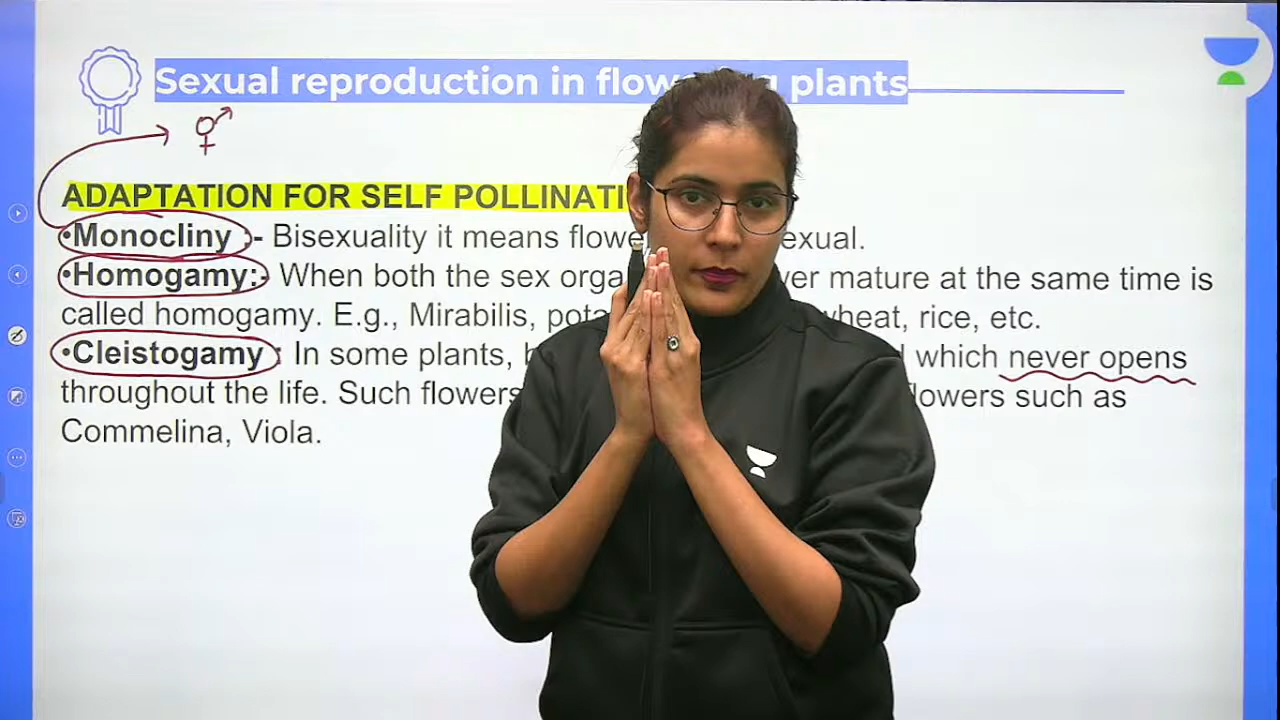 Sexual reproduction in flow g plants
ADAPTATION FOR SELF POLLINATI
•Monocliny :- Bisexuality it means flowe exual.
•Homogamy:- When both the sex orga er mature at the same time is
called homogamy. E.g., Mirabilis, pota wheat, rice, etc.
•Cleistogamy : In some plants, which never opens
throughout the life. Such flowers lowers such as
Commelina, Viola.